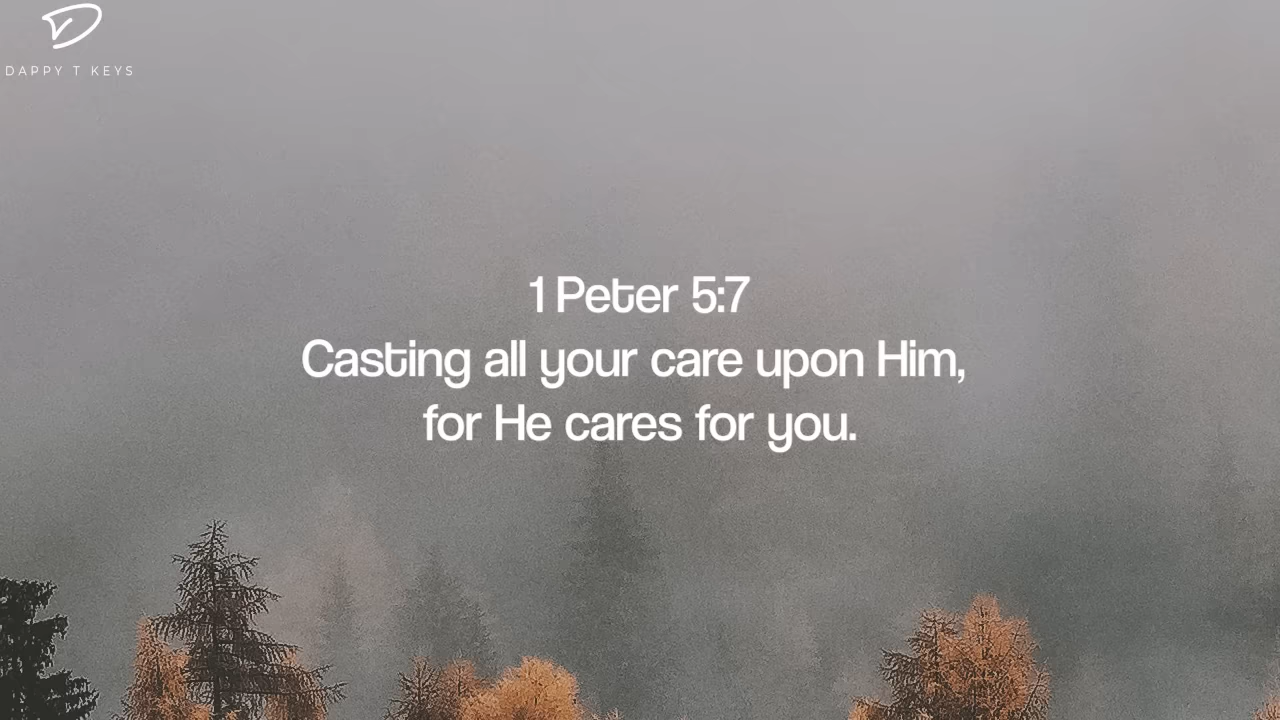 DAPPY T KEYS
1 Peter 5:7
Casting all your care upon Him,
for He cares for you.